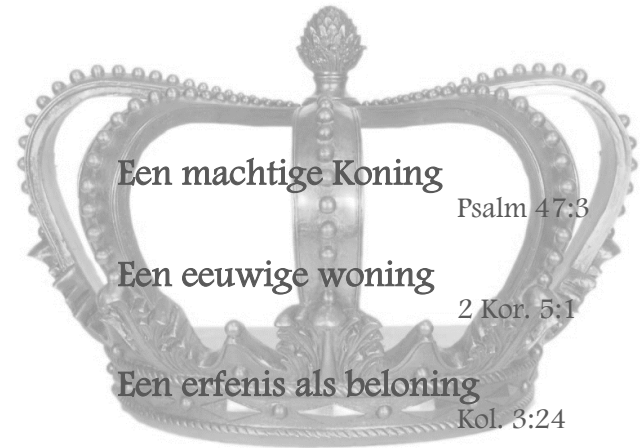 Een machtige Koning
Psalm 47:3
Een eeuwige woning
2 Kor. 5:1
Een erfenis als beloning
Kol. 3:24